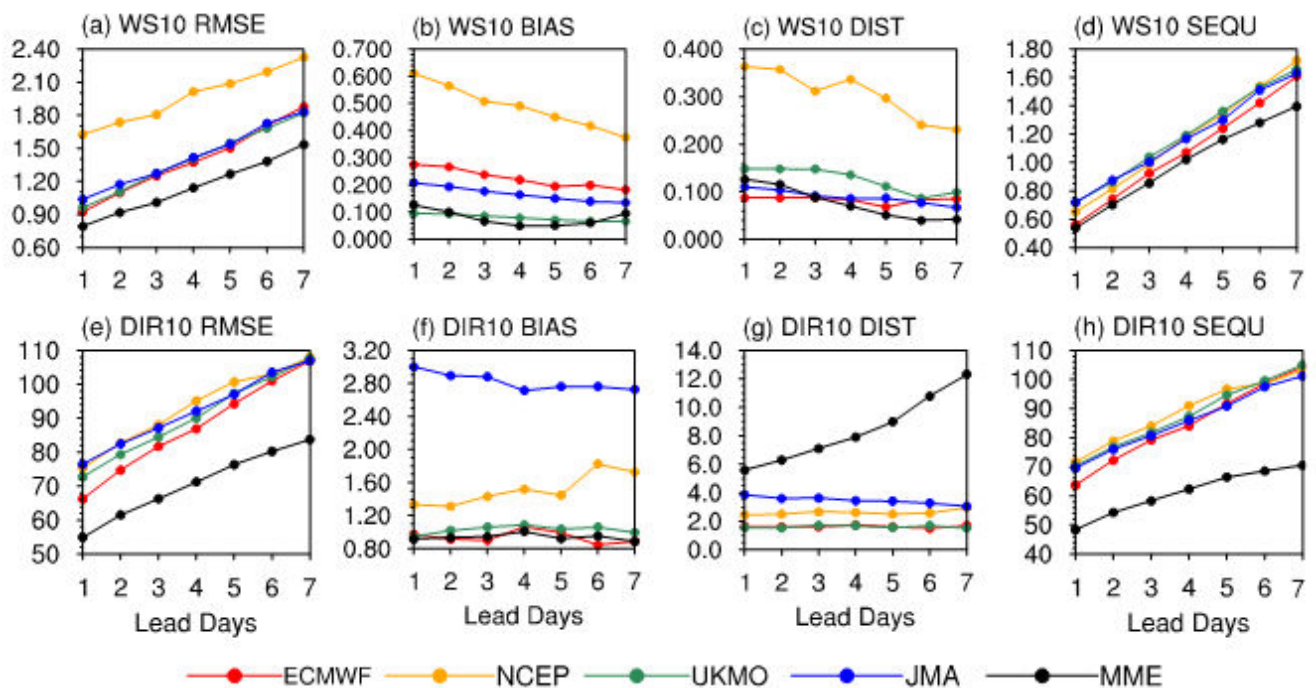 (a) WS10 RMSE
2.40
2.10
1.80
1.50
1.20
0.90
0.60
1 2 3 4 5 6 7
(b) WS10 BIAS
0.700
0.600
0.500
0.400
0.300
0.200
0.100
0.000
1 2 3 4 5 6 7
(c) WS10 DIST
0.400
0.300
0.200
0.100
0.000
1 2 3 4 5 6 7
(d) WS10 SEQU
1.80
1.60
1.40
1.20
1.00
0.80
0.60
0.40
1 2 3 4 5 6 7
(e) DIR10 RMSE
110
100
90
80
70
60
50
1 2 3 4 5 6 7
Lead Days
(f) DIR10 BIAS
3.20
2.80
2.40
2.00
1.60
1.20
0.80
1 2 3 4 5 6 7
Lead Days
(g) DIR10 DIST
14.0
12.0
10.0
8.0
6.0
4.0
2.0
0.0
1 2 3 4 5 6 7
Lead Days
(h) DIR10 SEQU
110
100
90
80
70
60
50
40
1 2 3 4 5 6 7
Lead Days
ECMWF NCEP UKMO JMA MME